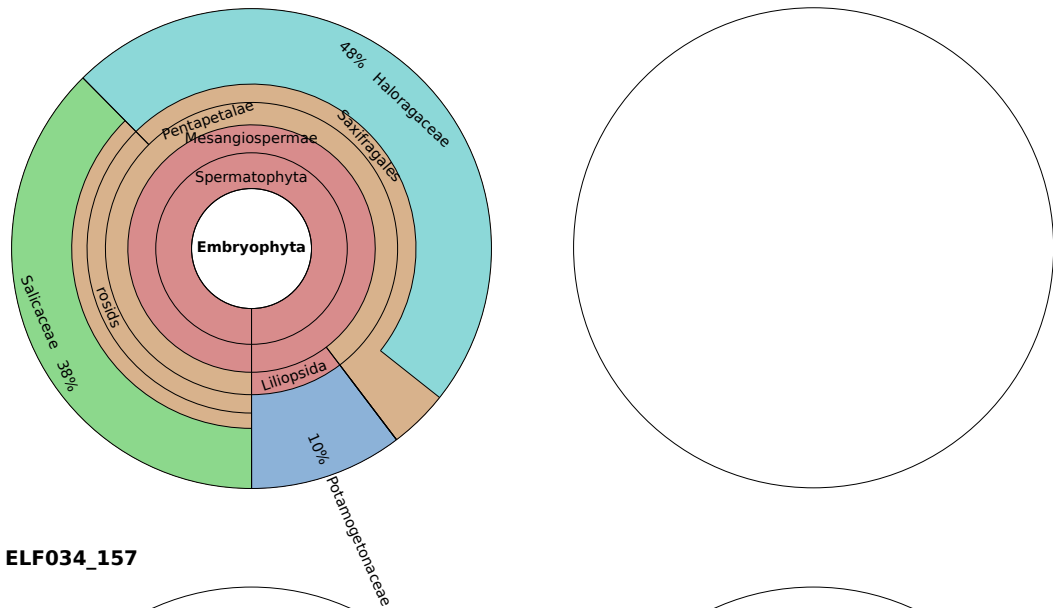 48% Haloragaceae
Pentapetalae
Saxifragales
Mesangiospermae
Spermatophyta
Embryophyta
rosids
Salicaceae 38%
Liliopsida
10% Potamogetonaceae
ELF034_157